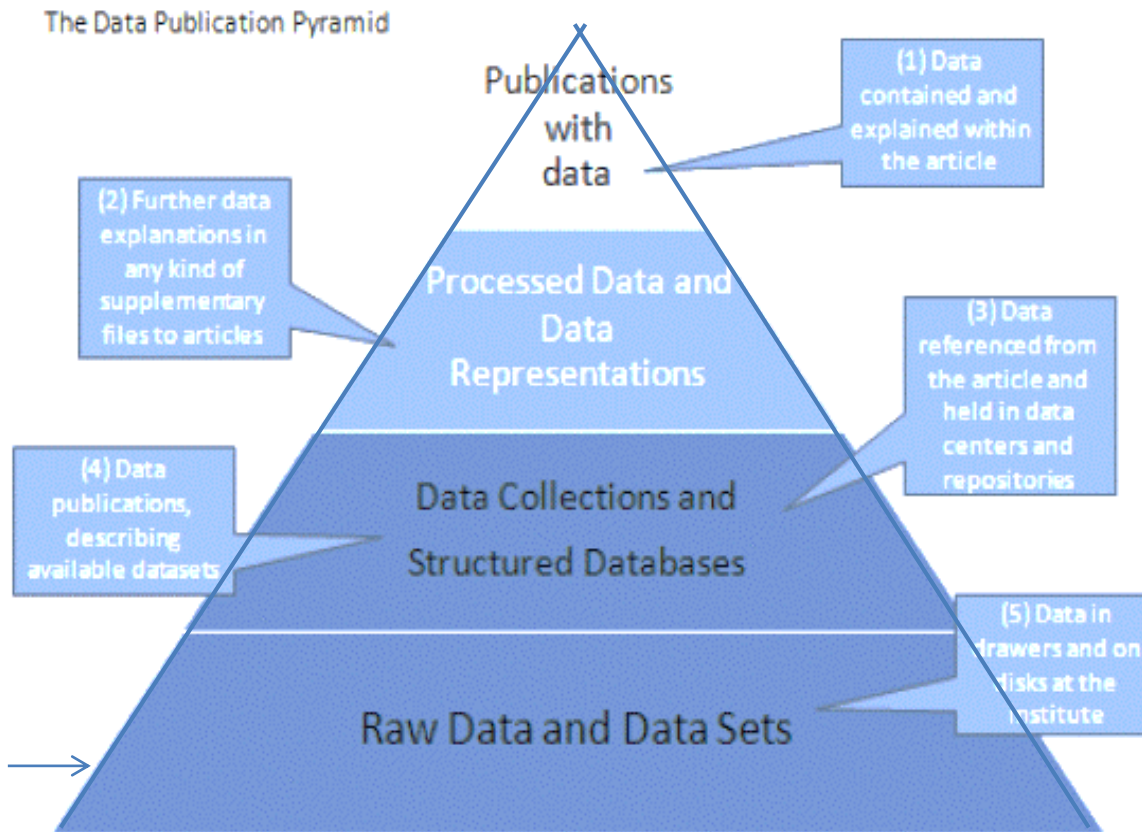 The Data Publication Pyramid
Publications
with
data
(1) Data
contained and
explained within
the article
(2) Further data
explanations in
any kind of
supplementary
files to articles
Processed Data and
Data
Representations
(3) Data
referenced from
the article and
held in data
centers and
repositories
(4) Data
publications,
describing
available datasets
Data Collections and
Structured Databases
(5) Data in
drawers and on
disks at the
institute
Raw Data and Data Sets